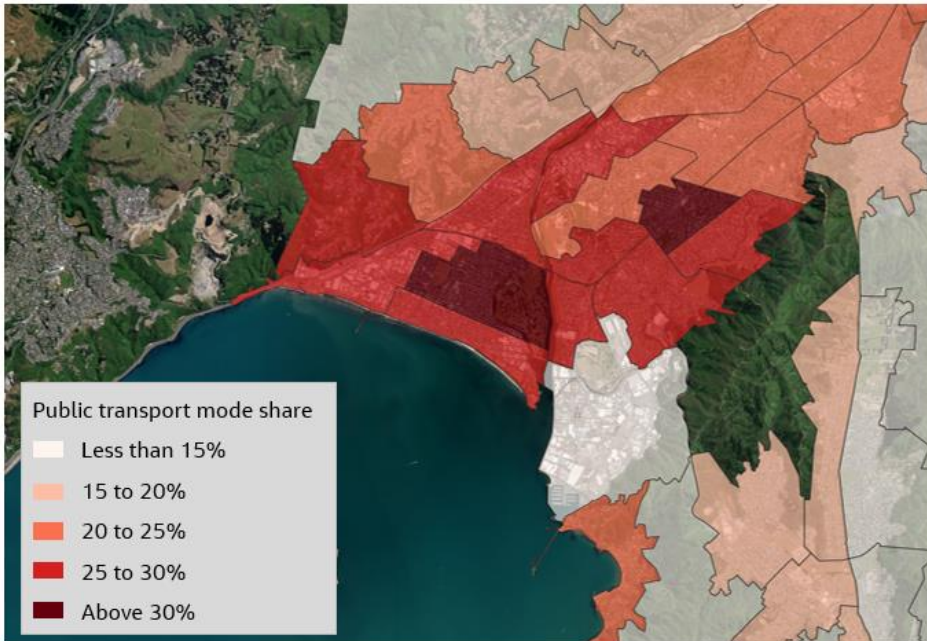 Public transport mode share
Less than 15%
15 to 20%
20 to 25%
25 to 30%
Above 30%